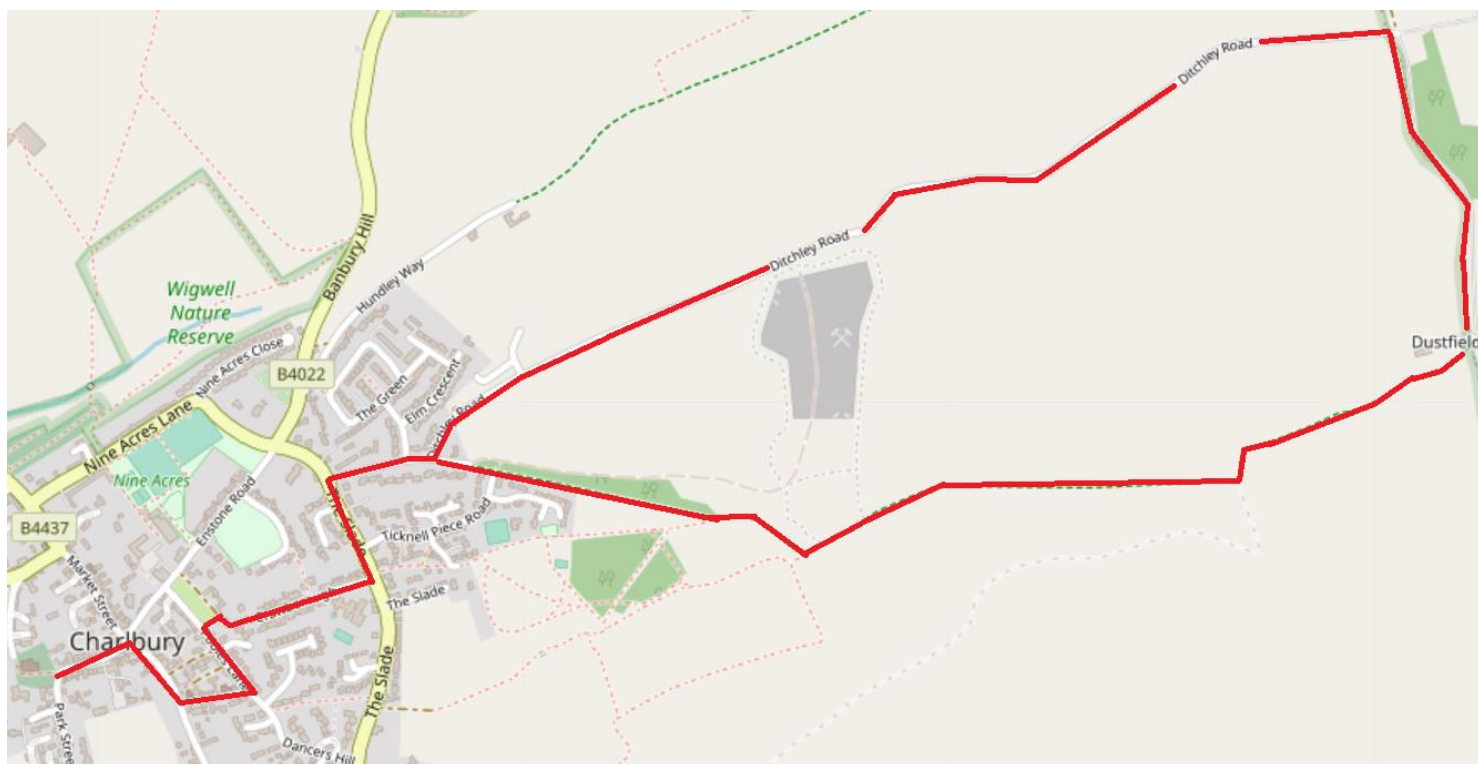 Ditchley Road
Ditchley Road
Banbury Hill
Hundley Way
Wigwell
Nature
Reserve
Nine Acres Close
B4022
The Green
Elm Crescent
Ditchley Road
Dustfield
Nine Acres Lane
Nine Acres
Enstone Road
B4437
The Slade
Ticknell Piece Road
Market Street
The Slade
Charlbury
The Slade
Park Street
Dancers Hill